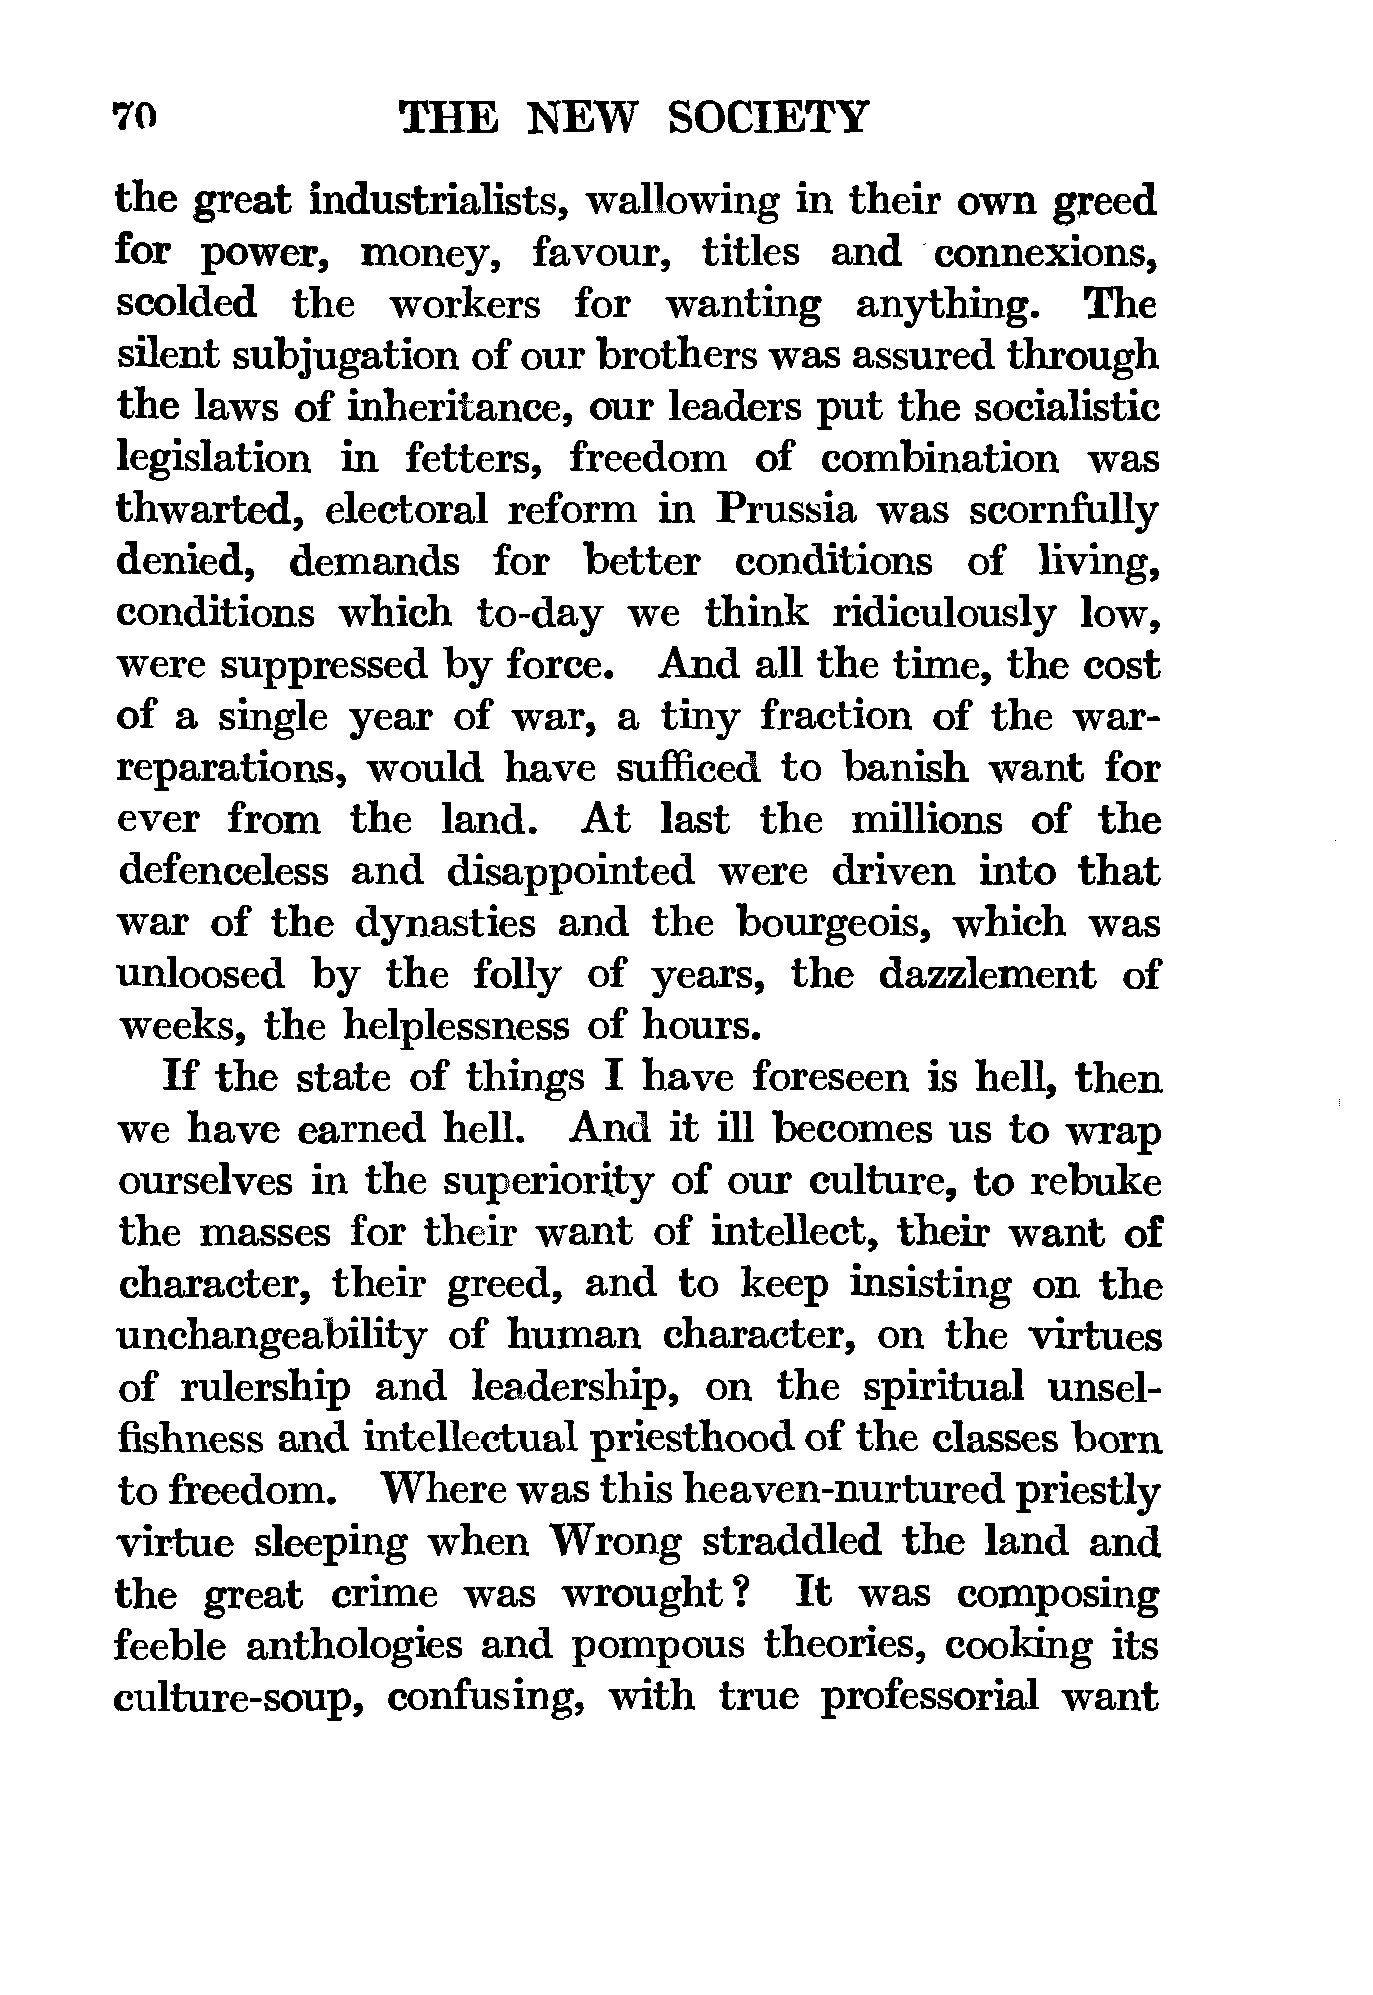 70 THE NEW SOCIETY
the great industrialists, wallowing in their own greed
for power, money, favour, titles and connexions,
scolded the workers for wanting anything. The
silent subjugation of our brothers was assured through
the laws of inheritance, our leaders put the socialistic
legislation in fetters, freedom of combination was
thwarted, electoral reform in Prussia was scornfully
denied, demands for better conditions of living,
conditions which to-day we think ridiculously low,
were suppressed by force. And all the time, the cost
of a single year of war, a tiny fraction of the war-
reparations, would have sufficed to banish want for
ever from the land. At last the millions of the
defenceless and disappointed were driven into that
war of the dynasties and the bourgeois, which was
unloosed by the folly of years, the dazzlement of
weeks, the helplessness of hours.
If the state of things I have foreseen is hell, then
we have earned hell. And it ill becomes us to wrap
ourselves in the superiority of our culture, to rebuke
the masses for their want of intellect, their want of
character, their greed, and to keep insisting on the
unchangeability of human character, on the virtues
of rulership and leadership, on the spiritual unsel-
fishness and intellectual priesthood of the classes born
to freedom. Where was this heaven-nurtured priestly
virtue sleeping when Wrong straddled the land and
the great crime was wrought? It was composing
feeble anthologies and pompous theories, cooking its
culture-soup, confusing, with true professorial want